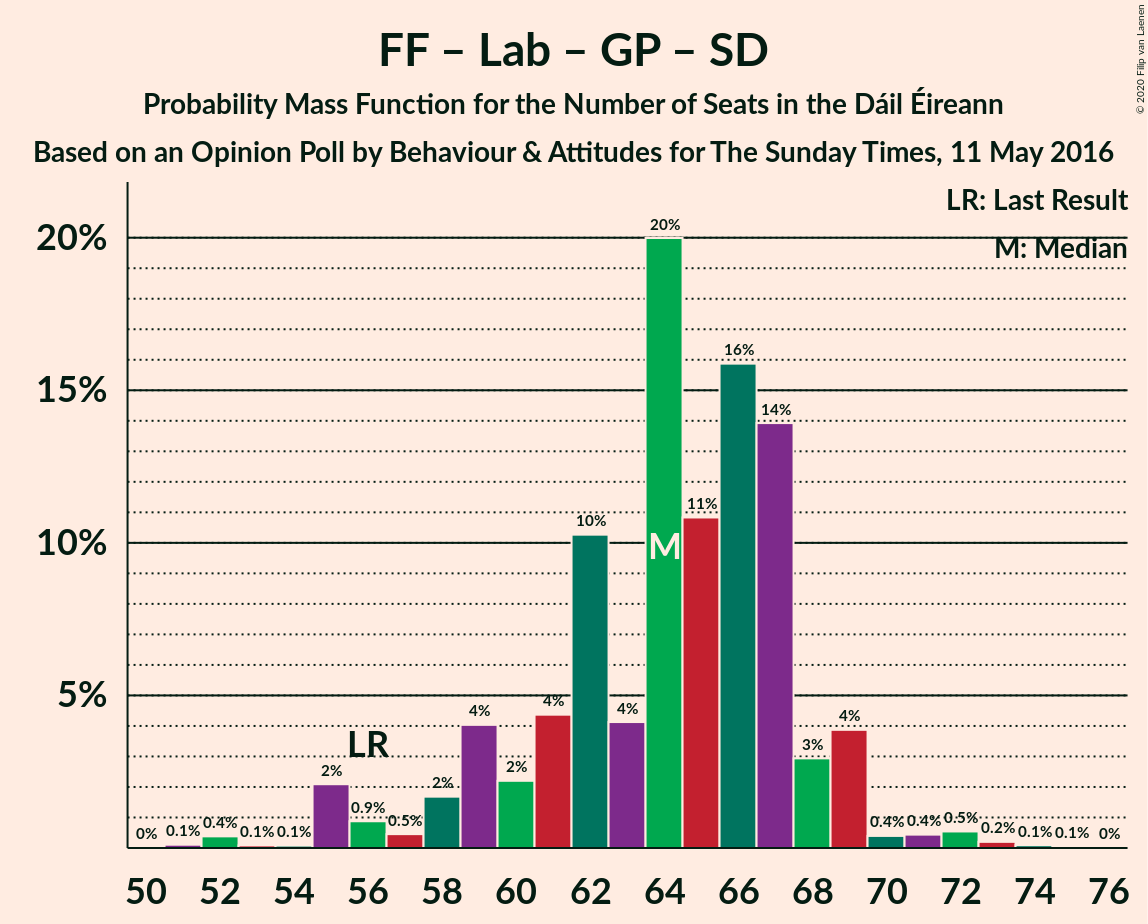 FF – Lab – GP – SD
Probability Mass Function for the Number of Seats in the Dáil Éireann
Based on an Opinion Poll by Behaviour & Attitudes for The Sunday Times, 11 May 2016
© 2020 Filip van Laenen
LR: Last Result
M: Median
20%
15%
10%
5%
0% 0.1% 0.4% 0.1% 0.1% 2% 0.9% 0.5% 2% 4% 2% 4% 10% 4% 20% 11% 16% 14% 3% 4% 0.4% 0.4% 0.5% 0.2% 0.1% 0.1% 0%
LR
M
50 52 54 56 58 60 62 64 66 68 70 72 74 76